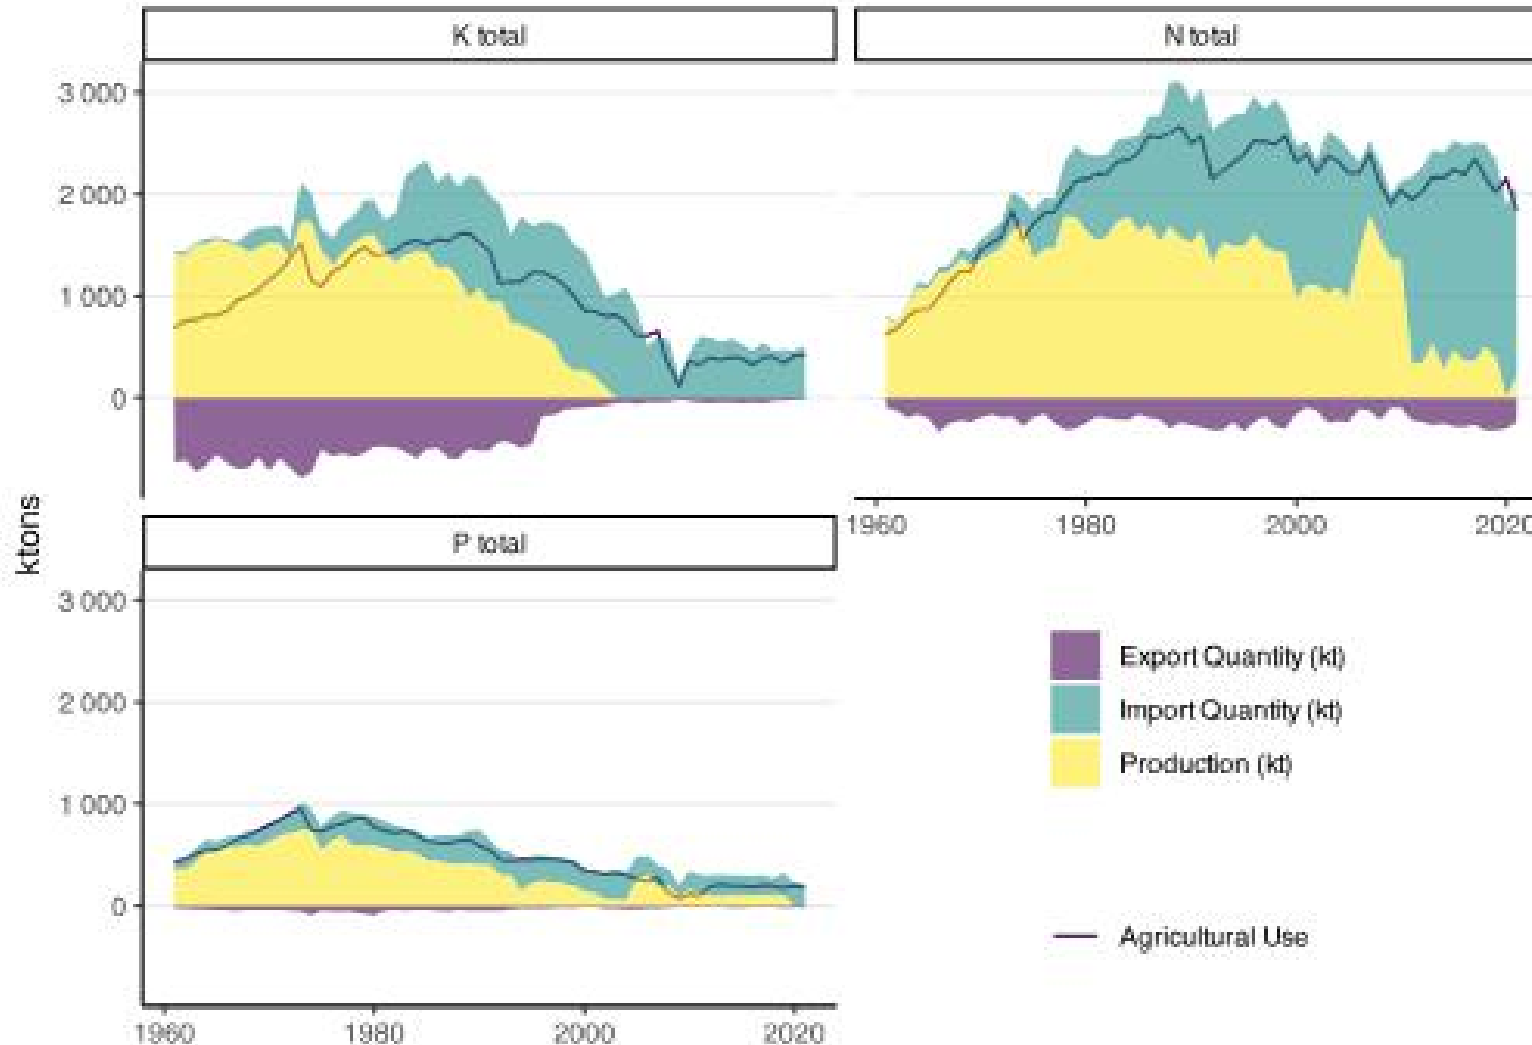 K total
N total
3 000
2 000
1 000
0
1960
1980
2000
2020
ktons
P total
3 000
2 000
1 000
0
1960
1980
2000
2020
Export Quantity (kt)
Import Quantity (kt)
Production (kt)
Agricultural Use